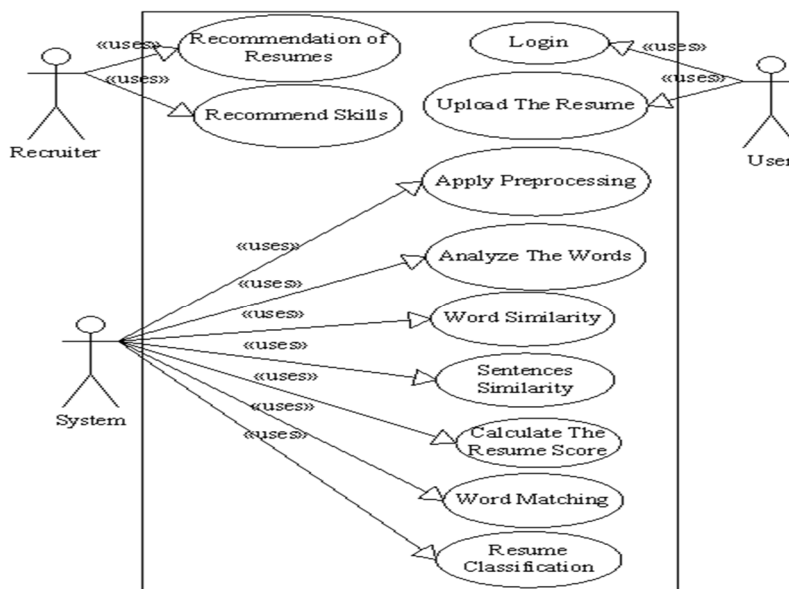 «uses»
Recommendation of
Resumes
Login
«uses»
«uses»
Recommend Skills
Upload The Resume
«uses»
Recruiter
User
Apply Preprocessing
«uses»
Analyze The Words
«uses»
Word Similarity
«uses»
Sentences
Similarity
«uses»
Calculate The
Resume Score
«uses»
Word Matching
«uses»
Resume
Classification
«uses»
System